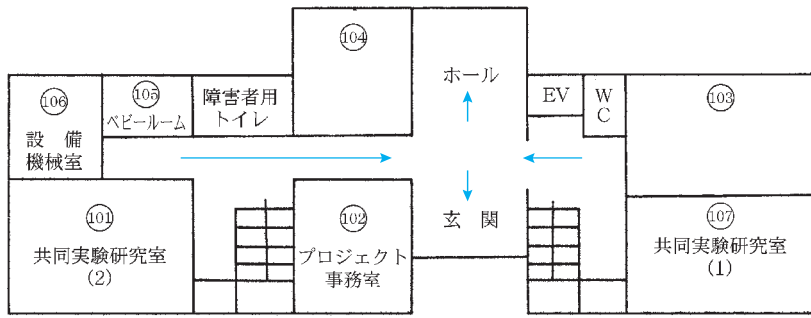 104
ホール
106
設備
機械室
105
ベビールーム
障害者用
トイレ
EV
WC
103
101
共同実験研究室
(2)
102
プロジェクト
事務室
玄関
107
共同実験研究室
(1)